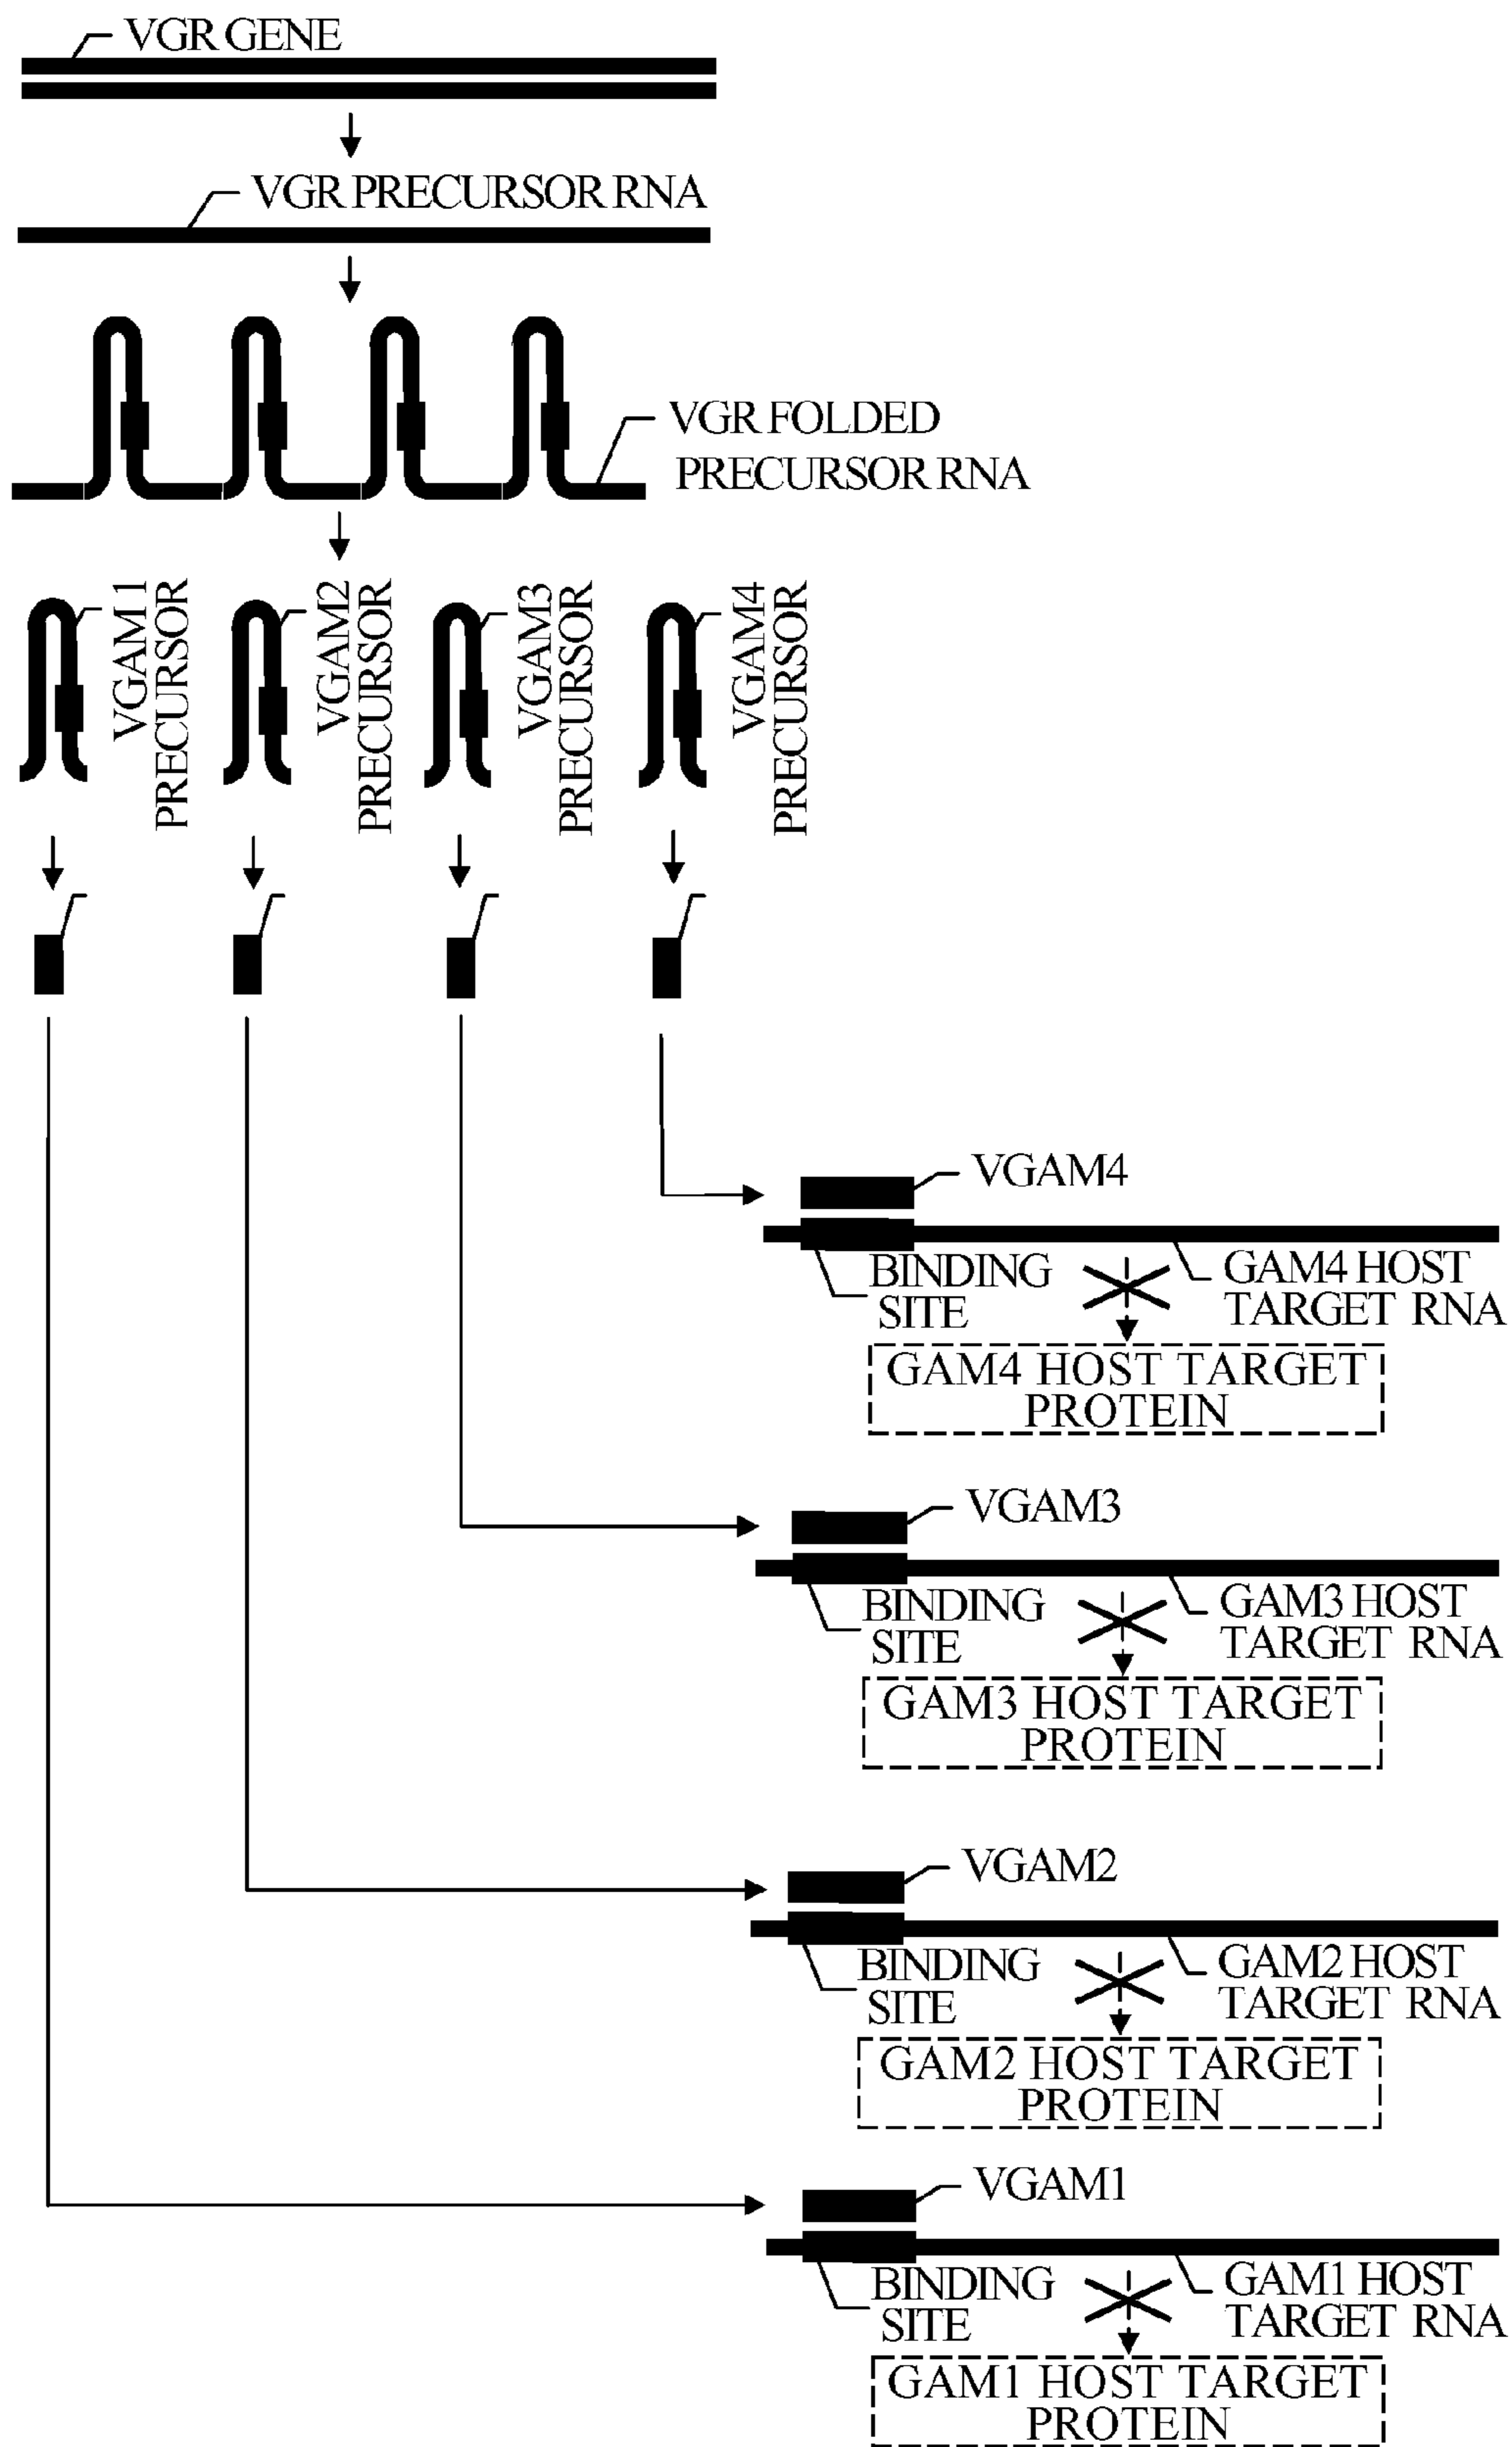 VGR GENE
VGR PRECURSOR RNA
VGR FOLDED
PRECURSOR RNA
VGAM 1
PRECURSOR
VGAM2
PRECURSOR
VGAM3
PRECURSOR
VGAM4
PRECURSOR
VGAM4
BINDING
SITE
GAM4 HOST
TARGET RNA
GAM4 HOST TARGET
PROTEIN
VGAM3
BINDING
SITE
GAM3 HOST
TARGET RNA
GAM3 HOST TARGET
PROTEIN
VGAM2
BINDING
SITE
GAM2 HOST
TARGET RNA
GAM2 HOST TARGET
PROTEIN
VGAM1
BINDING
SITE
GAM1 HOST
TARGET RNA
GAM1 HOST TARGET
PROTEIN